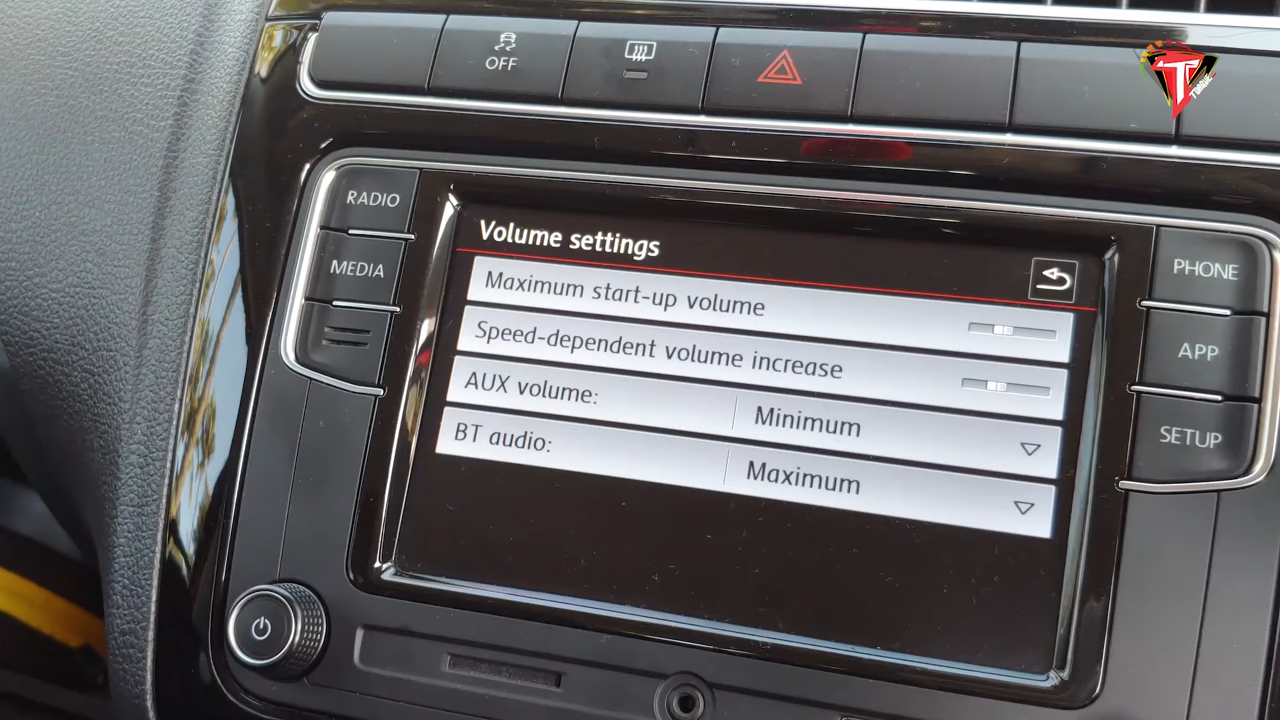 OFF
RADIO
MEDIA
PHONE
APP
SETUP
Volume settings
Maximum start-up volume
Speed-dependent volume increase
AUX volume: Minimum
BT audio: Maximum
T
TORQUE